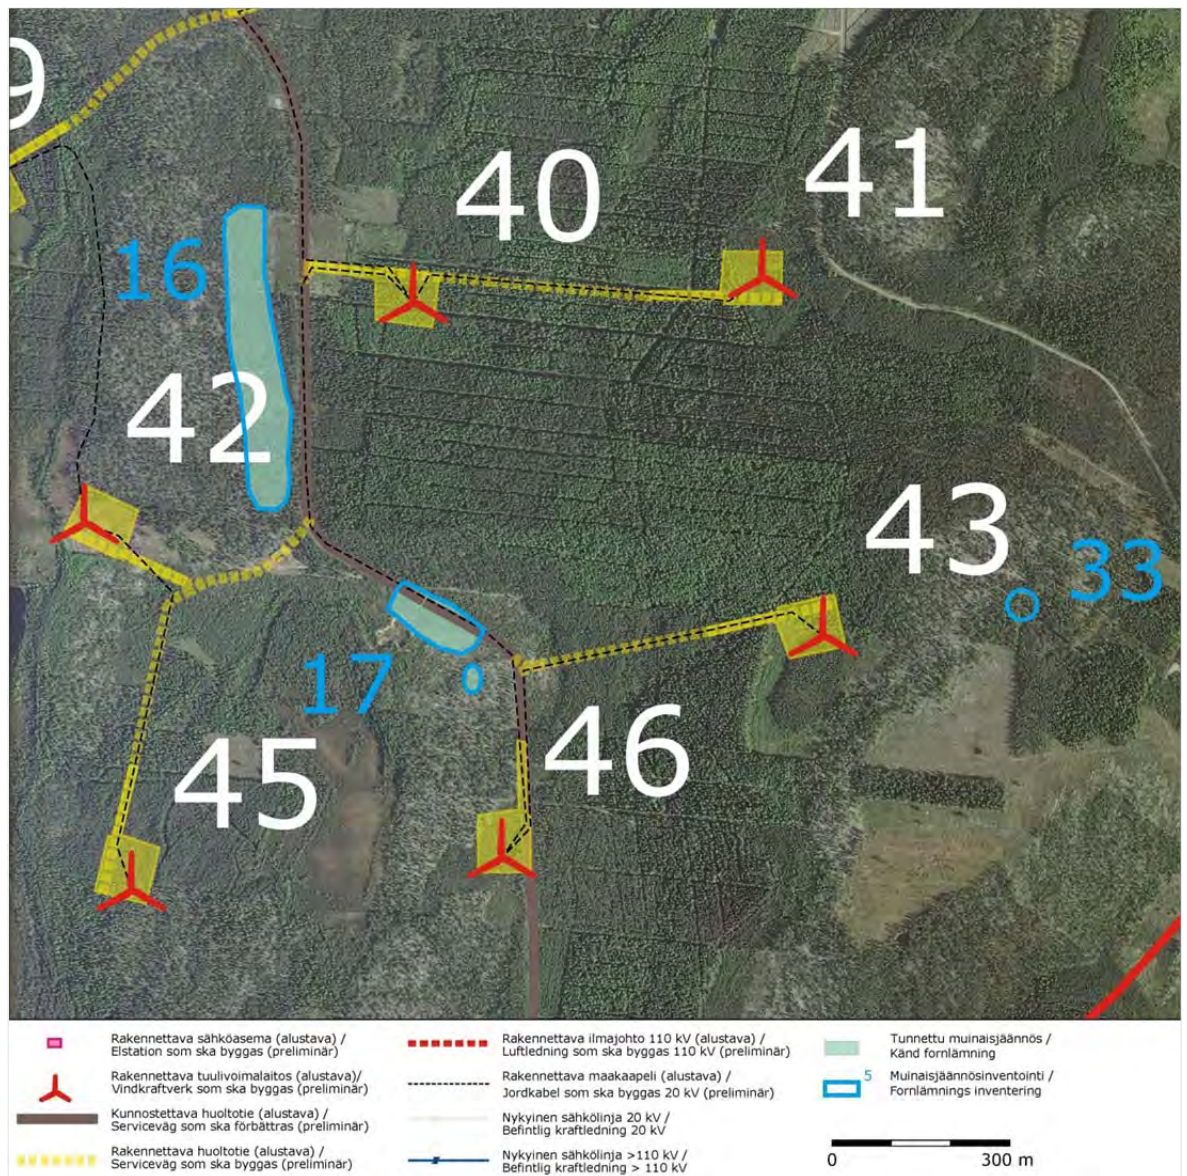 9
40
41
16
42
43
33
17
46
45
Rakennettava sähköasema (alustava) /
Elstation som ska byggas (preliminär)
Rakennettava tuulivoimalaitos (alustava)/
Vindkraftverk som ska byggas (preliminär)
Kunnostettava huoltotie (alustava) /
Serviceväg som ska förbättras (preliminär)
Rakennettava huoltotie (alustava) /
Serviceväg som ska byggas (preliminär)
Rakennettava ilmajohto 110 kV (alustava) /
Luftledning som ska byggas 110 kV (preliminär)
Rakennettava maakaapeli (alustava) /
Jordkabel som ska byggas 20 kV (preliminär)
Nykyinen sähkölinja 20 kV /
Befintlig kraftledning 20 kV
Nykyinen sähkölinja >110 kV /
Befintlig kraftledning > 110 kV
Tunnettu muinaisjäännös /
Känd fornlämning
5
Muinaisjäännösinventointi /
Fornlämnings inventering
0 300 m